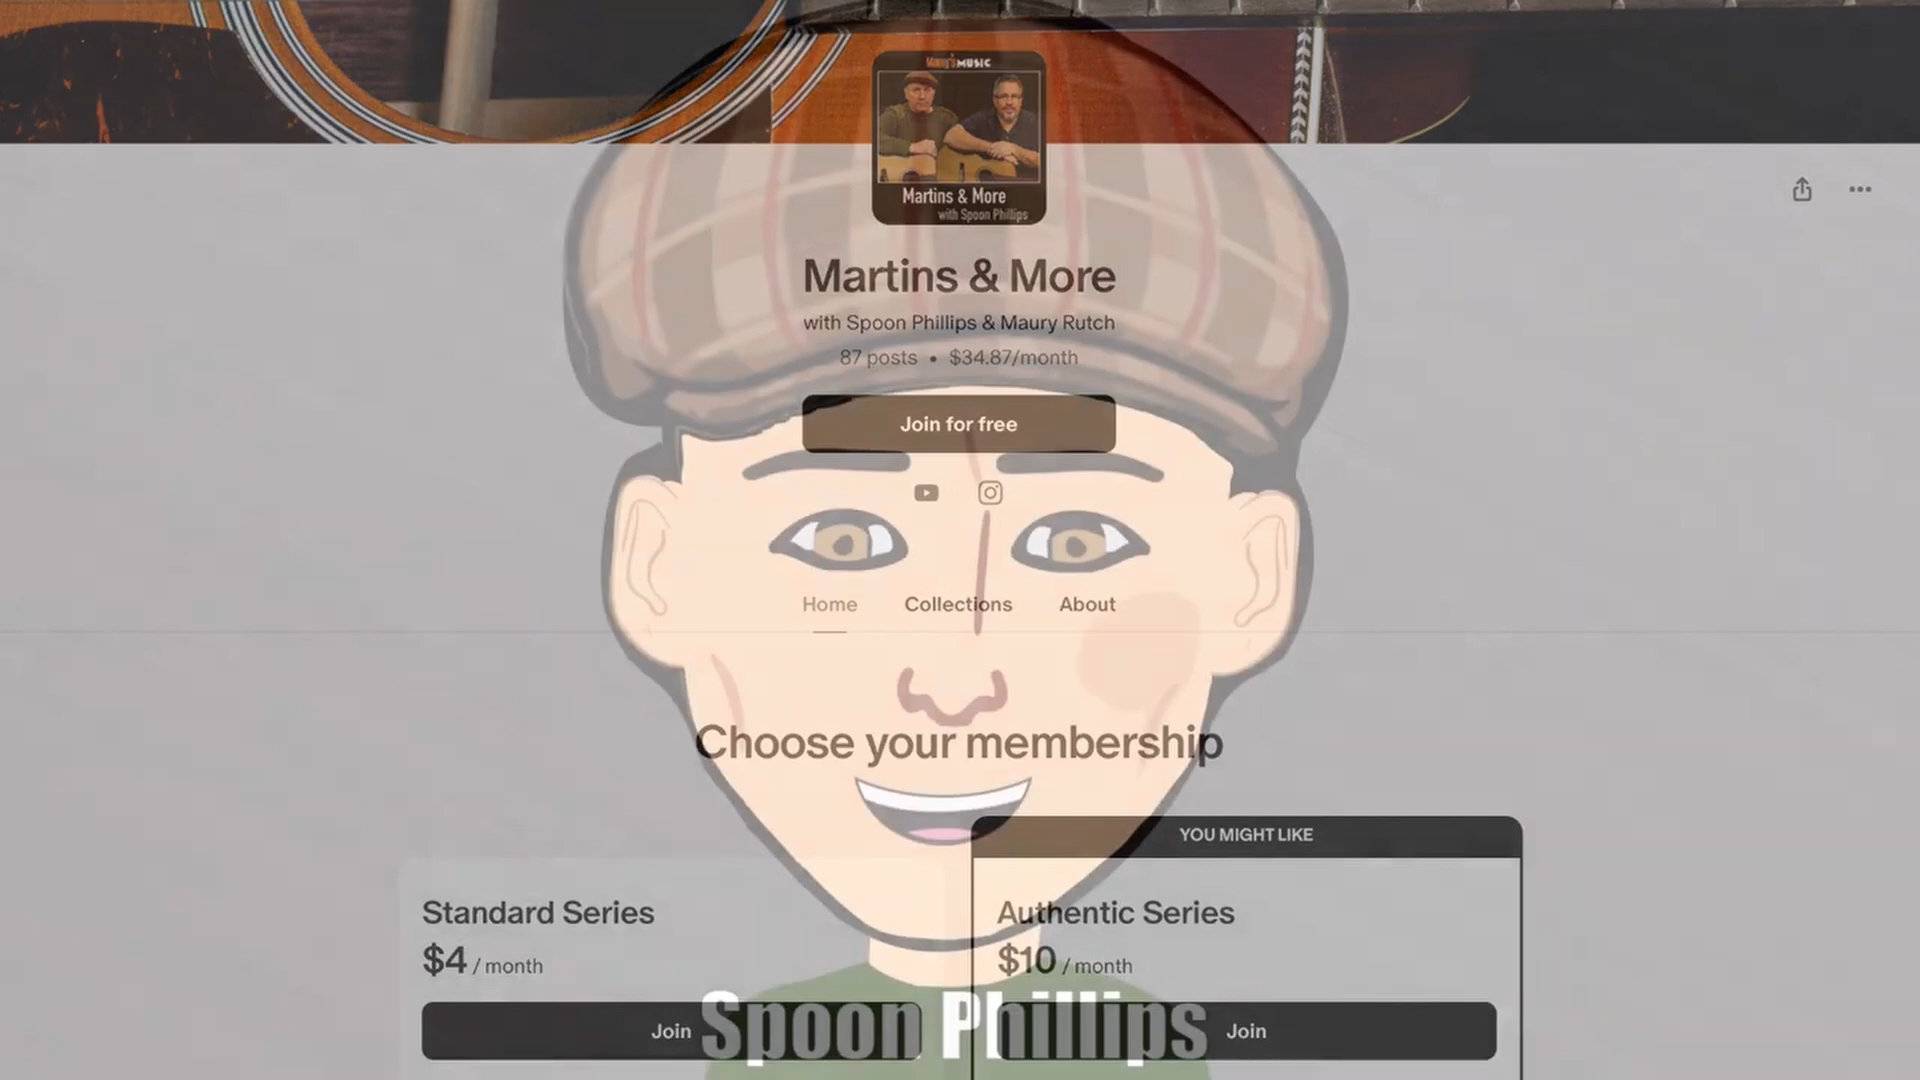 Maury's MUSIC
Martins & More
with Spoon Phillips
Martins & More
with Spoon Phillips & Maury Rutch
87 posts • $34.87/month
Join for free
Home Collections About
Choose your membership
YOU MIGHT LIKE
Standard Series
$4 / month
Join
Authentic Series
$10 / month
Join
Spoon Phillips